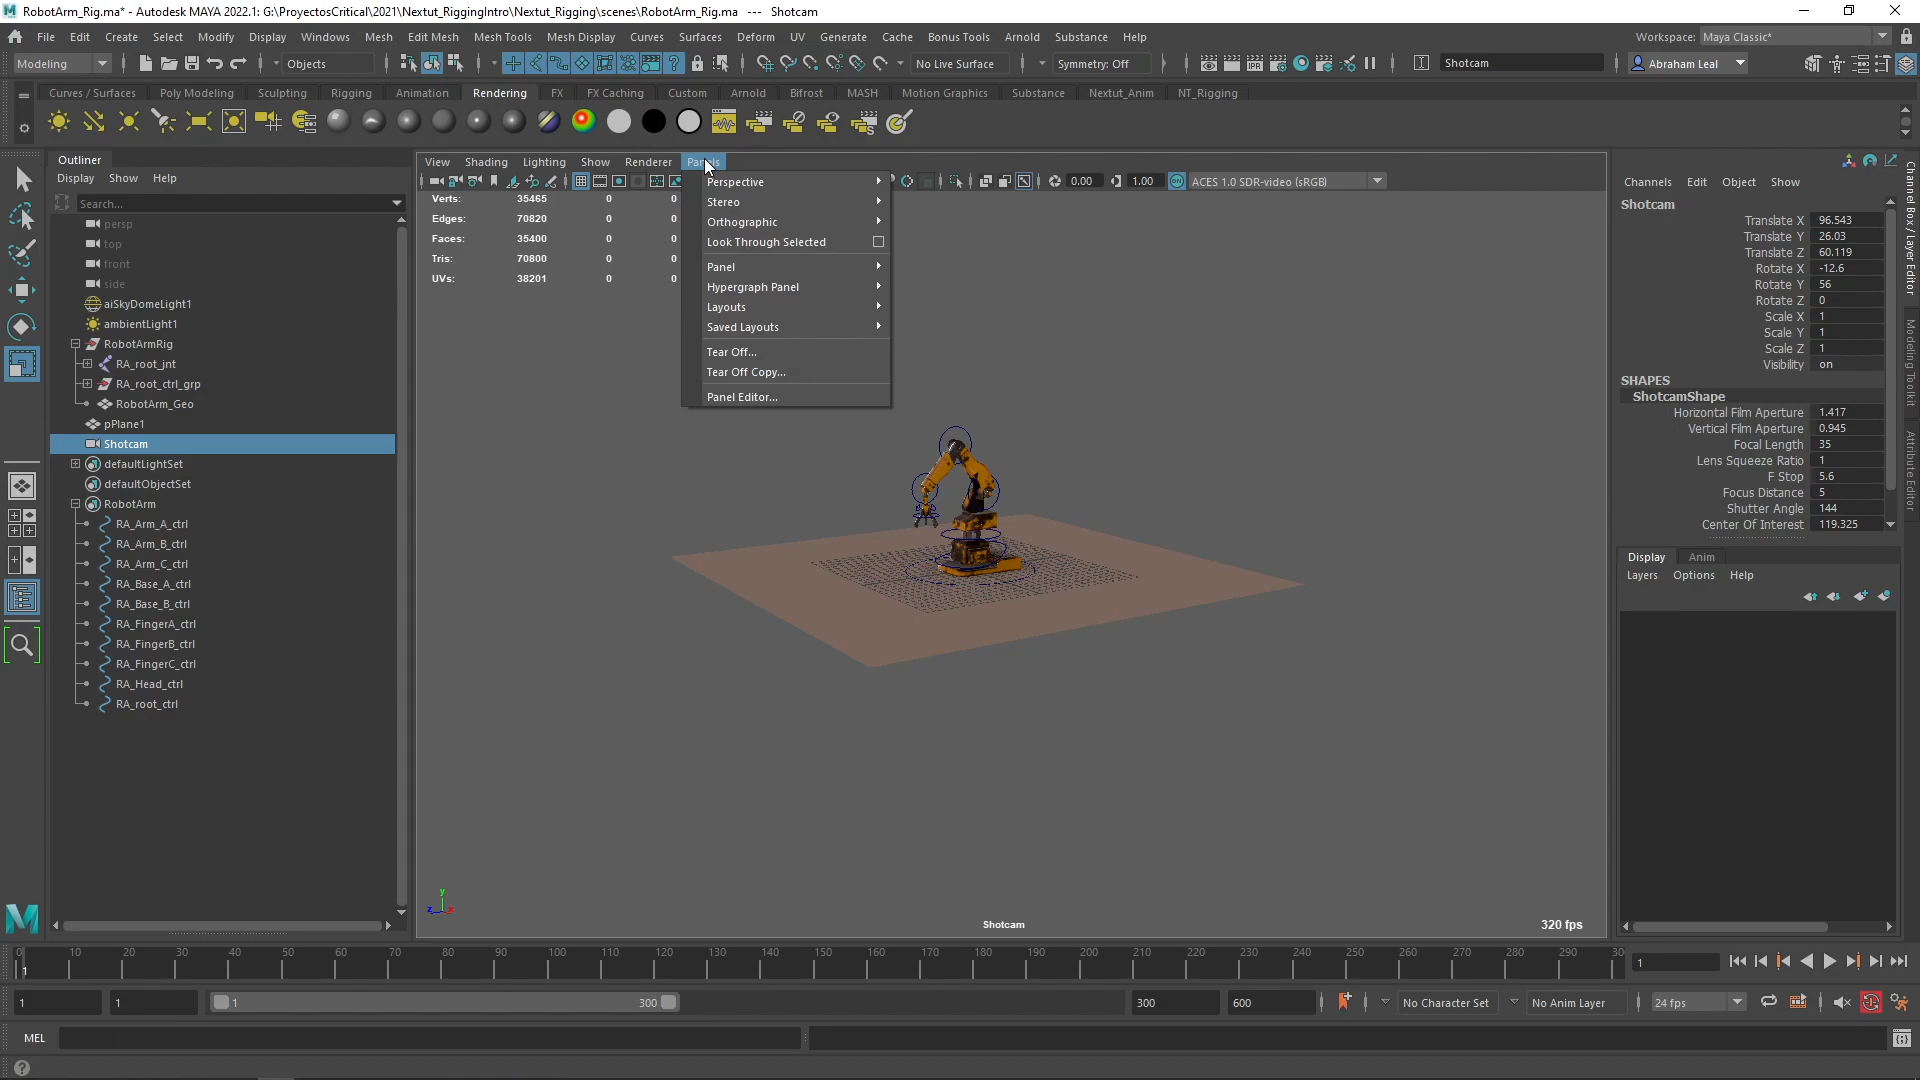 RobotArm_Rig.ma* - Autodesk MAYA 2022.1: G:\ProyectosCritical\2021\Nextut_RiggingIntro\Nextut_Rigging\scenes\RobotArm_Rig.ma --- Shotcam
File Edit Create Select Modify Display Windows Mesh Edit Mesh Mesh Tools Mesh Display Curves Surfaces Deform UV Generate Cache Bonus Tools Arnold Substance Help Workspace: Maya Classic*
Modeling Objects No Live Surface Symmetry: Off Shotcam Abraham Leal
Curves / Surfaces Poly Modeling Sculpting Rigging Animation Rendering FX FX Caching Custom Arnold Bifrost MASH Motion Graphics Substance Nextut_Anim NT_Rigging
Outliner
Display Show Help
Search...
persp
top
front
side
aiSkyDomeLight1
ambientLight1
RobotArmRig
RA_root_jnt
RA_root_ctrl_grp
RobotArm_Geo
pPlane1
Shotcam
defaultLightSet
defaultObjectSet
RobotArm
RA_Arm_A_ctrl
RA_Arm_B_ctrl
RA_Arm_C_ctrl
RA_Base_A_ctrl
RA_Base_B_ctrl
RA_FingerA_ctrl
RA_FingerB_ctrl
RA_FingerC_ctrl
RA_Head_ctrl
RA_root_ctrl
View Shading Lighting Show Renderer Panels
0.00 1.00 ACES 1.0 SDR-video (sRGB)
Verts: 35465 0 0
Edges: 70820 0 0
Faces: 35400 0 0
Tris: 70800 0 0
UVs: 38201 0 0
Perspective
Stereo
Orthographic
Look Through Selected
Panel
Hypergraph Panel
Layouts
Saved Layouts
Tear Off...
Tear Off Copy...
Panel Editor...
y
z x
Shotcam
320 fps
Channels Edit Object Show
Shotcam
Translate X 96.543
Translate Y 26.03
Translate Z 60.119
Rotate X -12.6
Rotate Y 56
Rotate Z 0
Scale X 1
Scale Y 1
Scale Z 1
Visibility on
SHAPES
ShotcamShape
Horizontal Film Aperture 1.417
Vertical Film Aperture 0.945
Focal Length 35
Lens Squeeze Ratio 1
F Stop 5.6
Focus Distance 5
Shutter Angle 144
Center Of Interest 119.325
Display Anim
Layers Options Help
Channel Box / Layer Editor
Modeling Toolkit
Attribute Editor
0 10 20 30 40 50 60 70 80 90 100 110 120 130 140 150 160 170 180 190 200 210 220 230 240 250 260 270 280 290 30
1 1
1 1 1 300 300 600 No Character Set No Anim Layer 24 fps
MEL